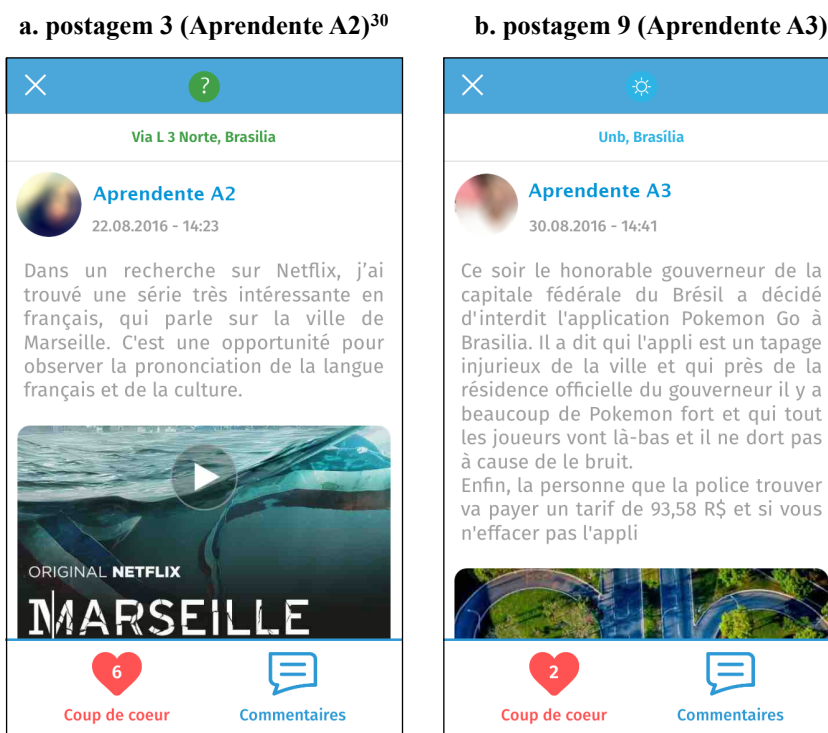 a. postagem 3 (Aprendente A2)30
?
Via L 3 Norte, Brasilia
Aprendente A2
22.08.2016 - 14:23
Dans un recherche sur Netflix, j'ai
trouvé une série très intéressante en
français, qui parle sur la ville de
Marseille. C'est une opportunité pour
observer la prononciation de la langue
français et de la culture.
ORIGINAL NETFLIX
MARSEILLE
6
Coup de coeur
Commentaires
b. postagem 9 (Aprendente A3)
Unb, Brasília
Aprendente A3
30.08.2016 - 14:41
Ce soir le honorable gouverneur de la
capitale fédérale du Brésil a décidé
d'interdit l'application Pokemon Go à
Brasilia. Il a dit qui l'appli est un tapage
injurieux de la ville et qui près de la
résidence officielle du gouverneur il y a
beaucoup de Pokemon fort et qui tout
les joueurs vont là-bas et il ne dort pas
à cause de le bruit.
Enfin, la personne que la police trouver
va payer un tarif de 93,58 R$ et si vous
n'effacer pas l'appli
2
Coup de coeur
Commentaires